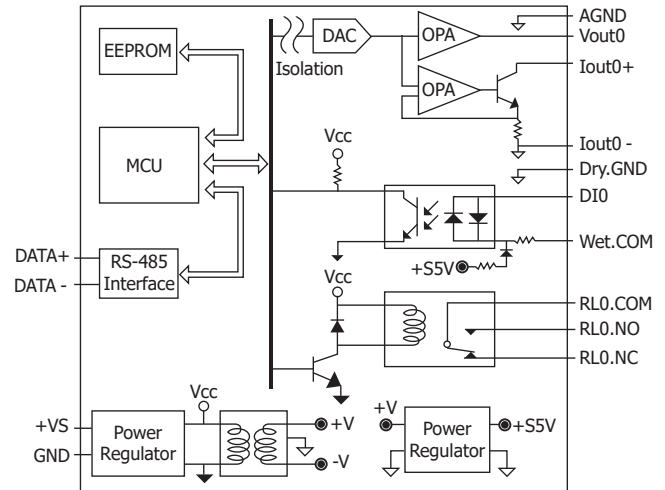 AGND
DAC
OPA
Vout0
EEPROM
Isolation
Iout0+
OPA
Vcc
MCU
Iout0 -
Dry.GND
DI0
DATA+
RS-485
Interface
Wet.COM
+S5V
DATA -
Vcc
RL0.COM
RL0.NO
RL0.NC
Vcc
+VS
Power
Regulator
+V
+V
Power
Regulator
+S5V
GND
-V